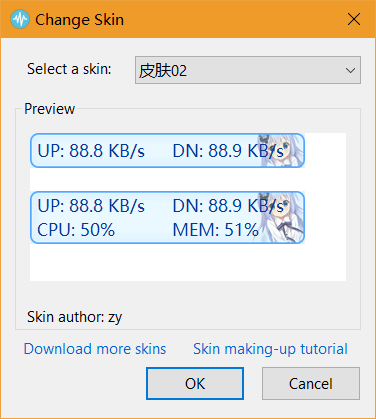 Change Skin
Select a skin: 皮肤02
Preview
UP: 88.8 KB/s DN: 88.9 KB/s
UP: 88.8 KB/s DN: 88.9 KB/s
CPU: 50% MEM: 51%
Skin author: zy
Download more skins Skin making-up tutorial
OK Cancel